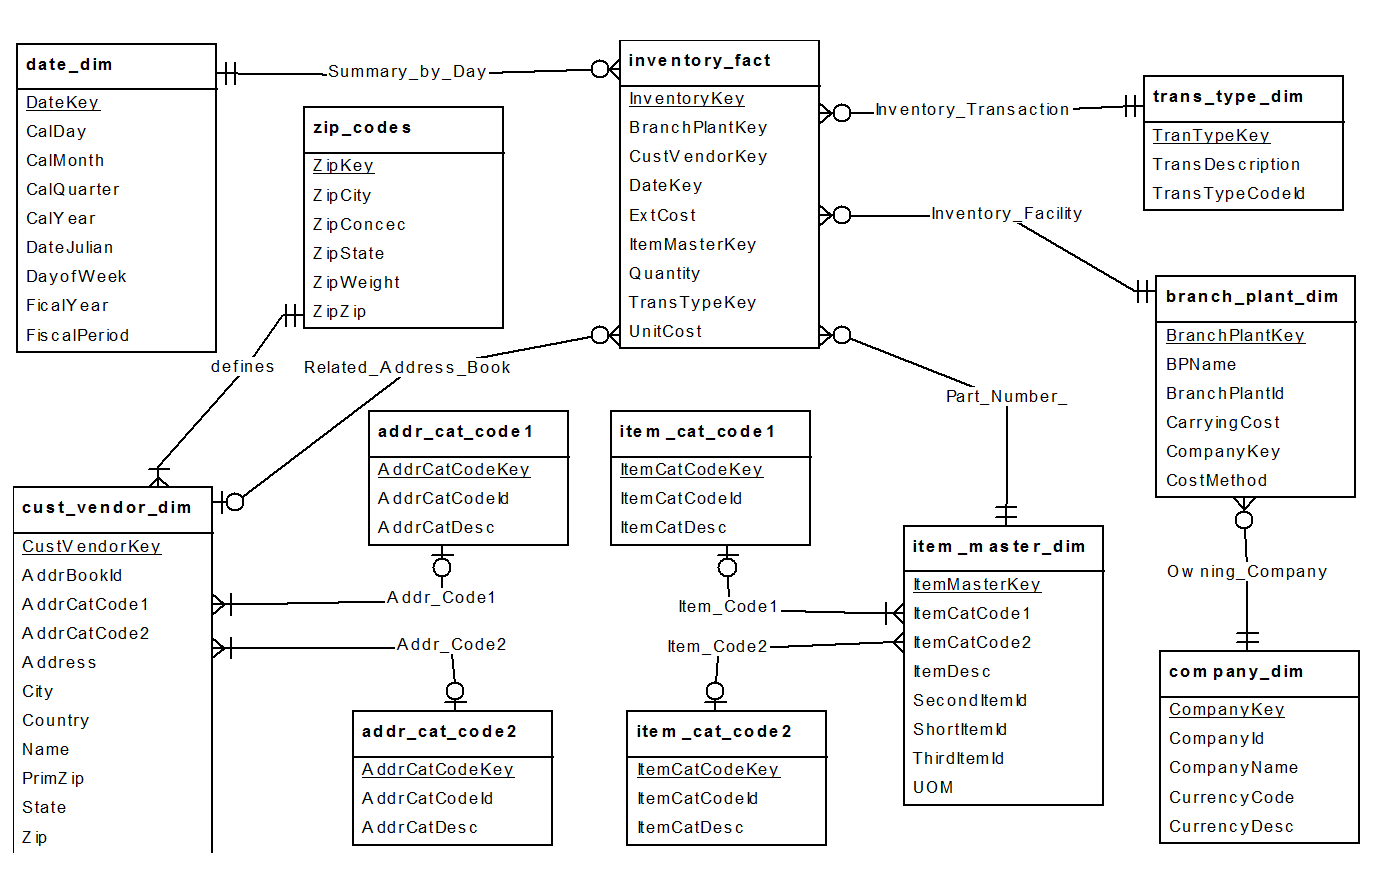 date_dim
DateKey
CalDay
CalMonth
CalQuarter
CalYear
DateJulian
DayofWeek
FicalYear
FiscalPeriod
Summary_by_Day
zip_codes
ZipKey
ZipCity
ZipConcec
ZipState
ZipWeight
ZipZip
inventory_fact
InventoryKey
BranchPlantKey
CustVendorKey
DateKey
ExtCost
ItemMasterKey
Quantity
TransTypeKey
UnitCost
Inventory_Transaction
trans_type_dim
TranTypeKey
TransDescription
TransTypeCodeId
Inventory_Facility
branch_plant_dim
BranchPlantKey
BPName
BranchPlantId
CarryingCost
CompanyKey
CostMethod
defines
Related_Address_Book
Part_Number_
addr_cat_code1
AddrCatCodeKey
AddrCatCodeId
AddrCatDesc
item_cat_code1
ItemCatCodeKey
ItemCatCodeId
ItemCatDesc
cust_vendor_dim
CustVendorKey
AddrBookId
AddrCatCode1
AddrCatCode2
Address
City
Country
Name
PrimZip
State
Zip
Addr_Code1
Addr_Code2
Item_Code1
Item_Code2
item_master_dim
ItemMasterKey
ItemCatCode1
ItemCatCode2
ItemDesc
SecondItemId
ShortItemId
ThirdItemId
UOM
Owning_Company
company_dim
CompanyKey
CompanyId
CompanyName
CurrencyCode
CurrencyDesc
addr_cat_code2
AddrCatCodeKey
AddrCatCodeId
AddrCatDesc
item_cat_code2
ItemCatCodeKey
ItemCatCodeId
ItemCatDesc